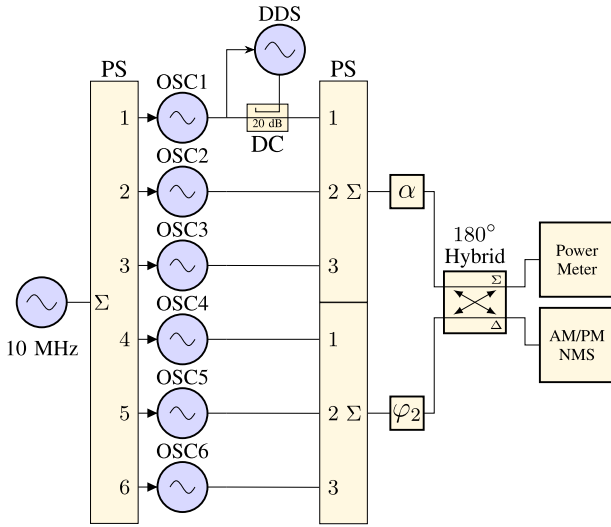 DDS
PS
OSC1
PS
1
20 dB
1
DC
OSC2
2
2 Σ
α
180°
Hybrid
OSC3
3
3
Σ
Power
Meter
Σ
10 MHz
OSC4
4
1
Δ
AM/PM
NMS
OSC5
5
2 Σ
φ2
OSC6
6
3